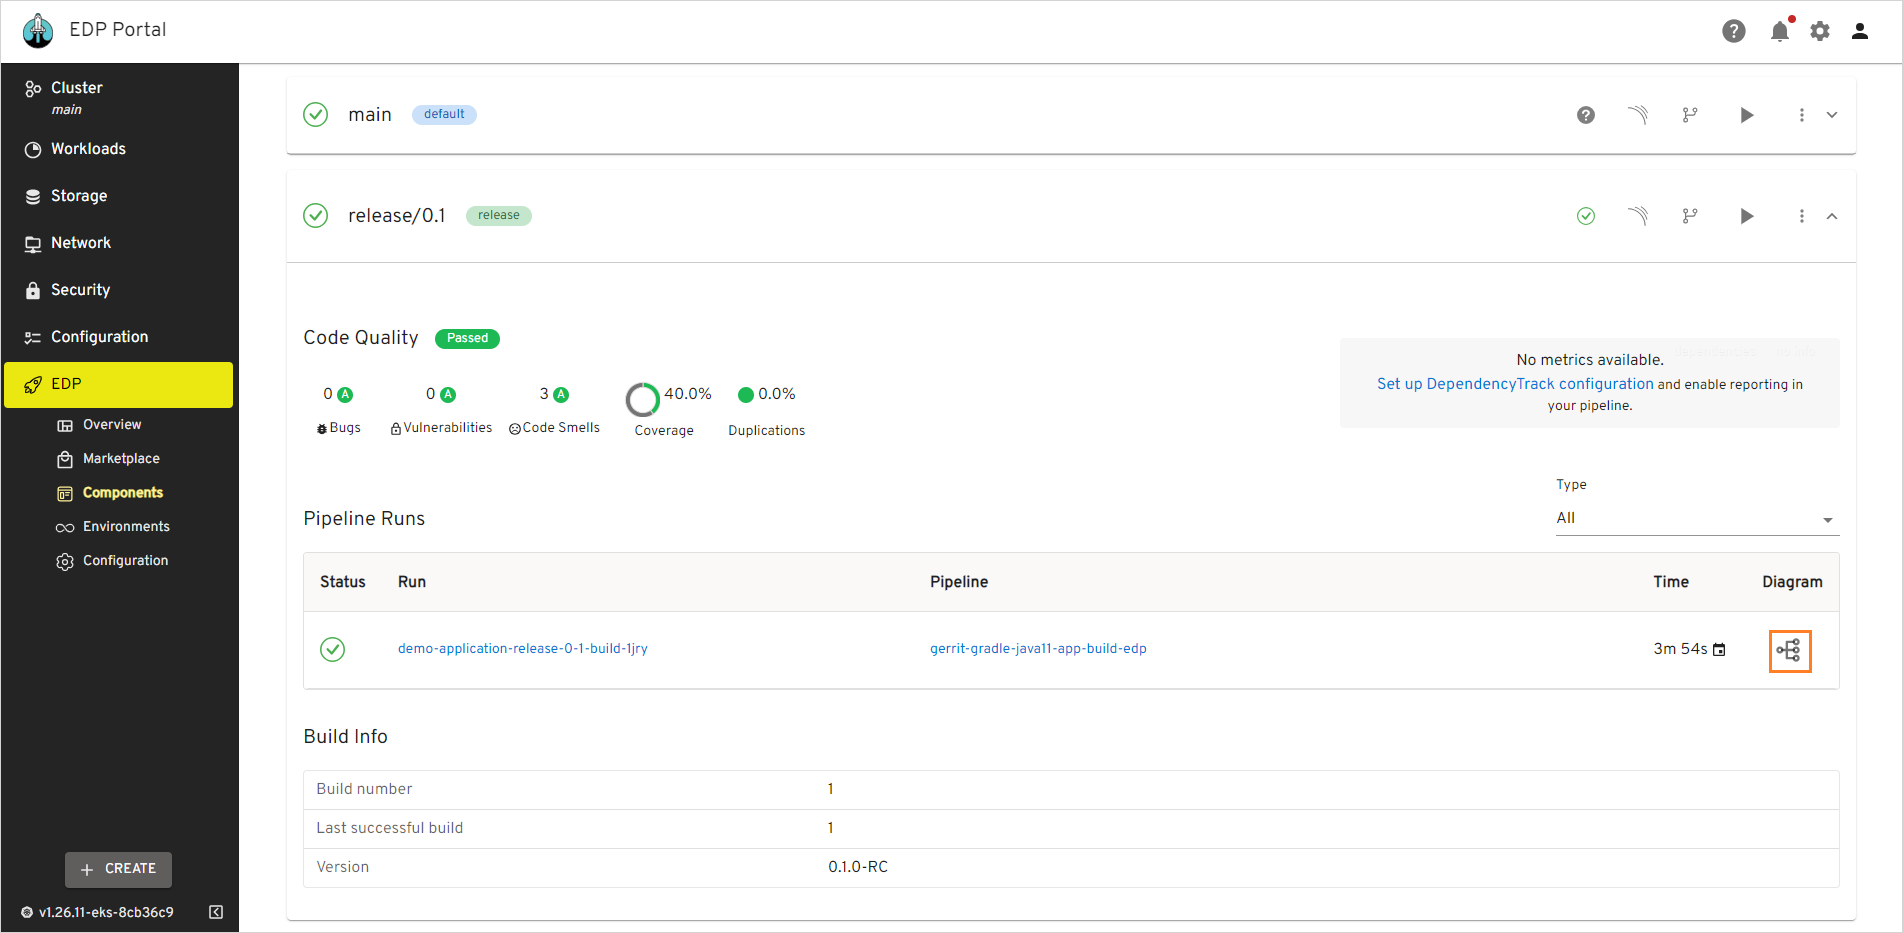 EDP Portal
Cluster
main
Workloads
Storage
Network
Security
Configuration
EDP
Overview
Marketplace
Components
Environments
Configuration
CREATE
v1.26.11-eks-8cb36c9
main default
release/0.1 release
Code Quality Passed
0 A
Bugs
0 A
Vulnerabilities
3 A
Code Smells
40.0%
Coverage
0.0%
Duplications
No metrics available.
Set up DependencyTrack configuration and enable reporting in
your pipeline.
Type
All
Pipeline Runs
Status Run Pipeline Time Diagram
demo-application-release-0-1-build-1jry gerrit-gradle-java11-app-build-edp 3m 54s
Build Info
Build number 1
Last successful build 1
Version 0.1.0-RC